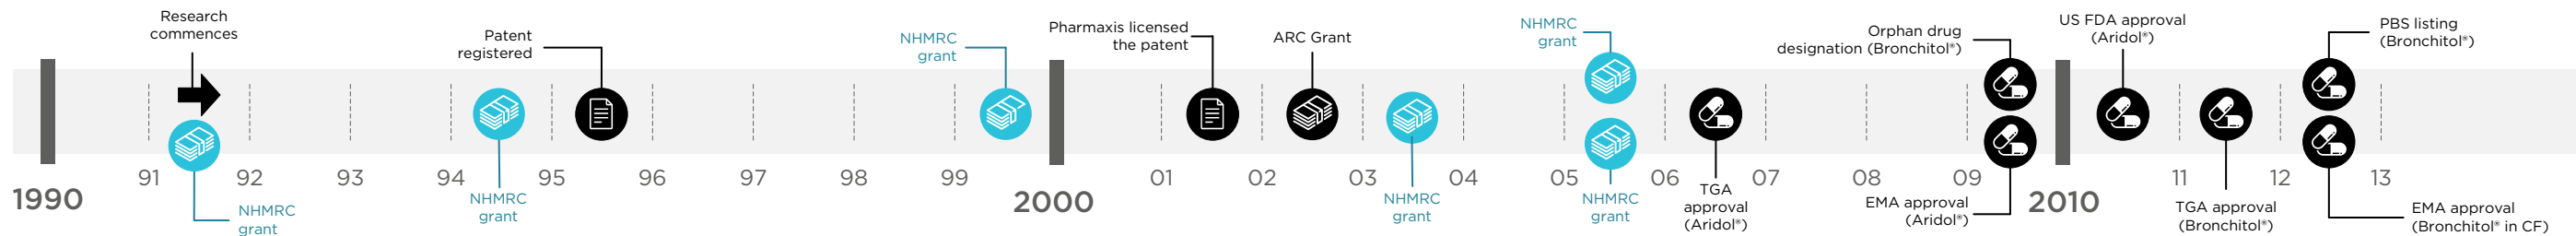 Research
commences
Patent
registered
NHMRC
grant
Pharmaxis licensed
the patent
ARC Grant
NHMRC
grant
Orphan drug
designation (Bronchitol®)
US FDA approval
(Aridol®)
PBS listing
(Bronchitol®)
1990
91
92
93
94
95
96
97
98
99
2000
01
02
03
04
05
06
07
08
09
2010
11
12
13
NHMRC
grant
NHMRC
grant
NHMRC
grant
NHMRC
grant
TGA
approval
(Aridol®)
EMA approval
(Aridol®)
TGA approval
(Bronchitol®)
EMA approval
(Bronchitol® in CF)